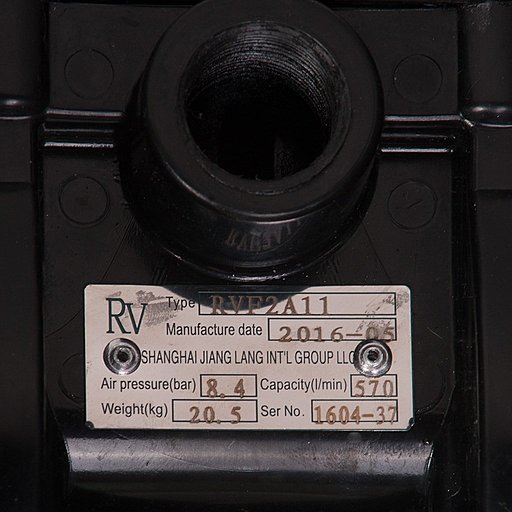 RV Type RVF2A11
Manufacture date 2016-05
SHANGHAI JIANG LANG INT'L GROUP LLC
Air pressure(bar) 8.4 Capacity(l/min) 570
Weight(kg) 20.5 Ser No. 1604-37